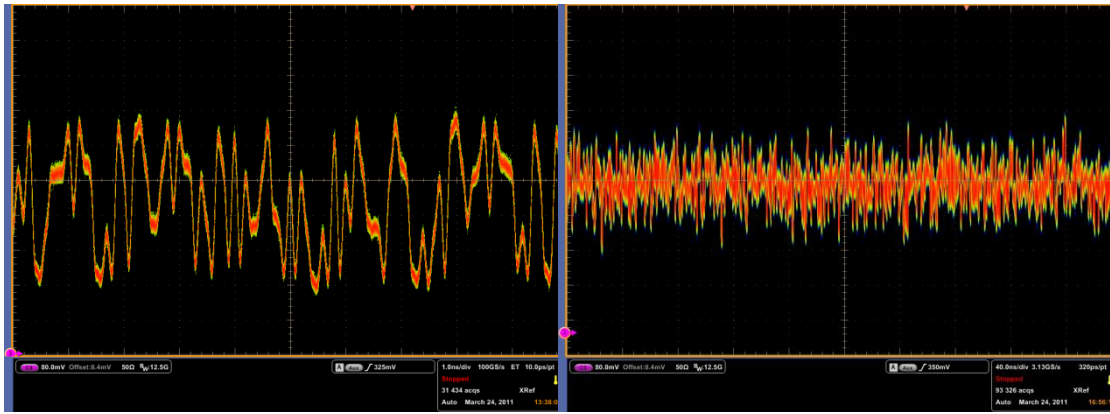 C3 80.0mV Offset:8.4mV 50Ω BW:12.5G
A Aux 325mV
1.0ns/div 100GS/s ET 10.0ps/pt
Stopped
31 434 acqs XRef
Auto March 24, 2011 13:38:0
80.0mV Offset:8.4mV 50Ω BW:12.5G
A Aux 350mV
40.0ns/div 3.13GS/s 320ps/pt
Stopped
93 326 acqs XRef
Auto March 24, 2011 16:56: